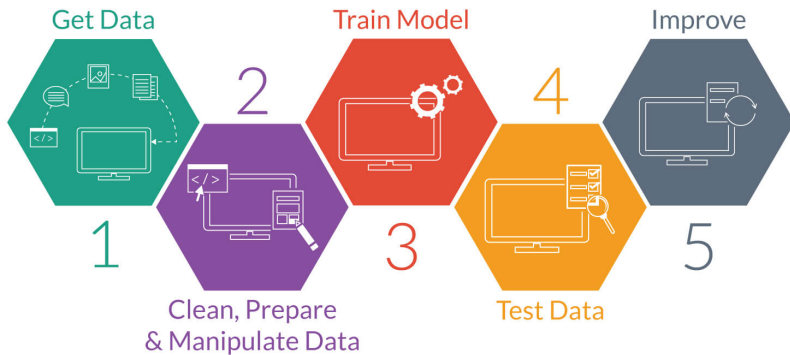 Get Data
Train Model
Improve
2
4
</>
</>
1
3
5
Clean, Prepare
& Manipulate Data
Test Data